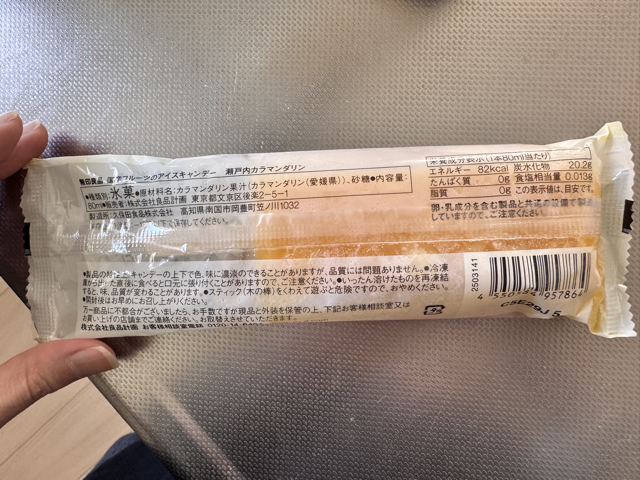 無印良品 国産フルーツのアイスキャンデー 瀬戸内カラマンダリン
●種類別:氷菓●原材料名:カラマンダリン果汁(カラマンダリン(愛媛県))、砂糖●内容量:
80ml●販売者:株式会社良品計画 東京都文京区後楽2-5-1
製造所:久保田食品株式会社 高知県南国市岡豊町笠ノ川1032
下で保存してください。
栄養成分表示(1本80ml当たり)
エネルギー 82kcal 炭水化物 20.2g
たんぱく質 0g 食塩相当量 0.013g
脂質 0g この表示値は、目安です。
卵・乳成分を含む製品と共通の設備で製造
していますので、ご注意ください。
●製品の アイスキャンデーの上下で色、味に濃淡のできることがありますが、品質には問題ありません。●冷凍
庫から出した直後に食べると口元に張り付くことがありますので、ご注意ください。●いったん溶けたものを再凍結
すると、味、品質が変わることがあります。●スティック(木の棒)をくわえて遊ぶと危険ですので、おやめください。
●開封後はお早めにお召し上がりください。
万一商品に不都合がございましたら、お手数ですが現品と外装を保管の上、下記お客様相談室又は
お買い上げの店舗までご連絡ください。お取替えさせていただきます。
株式会社良品計画 お客様相談室 0120-14
2503141
4 550 957864
C5E29J